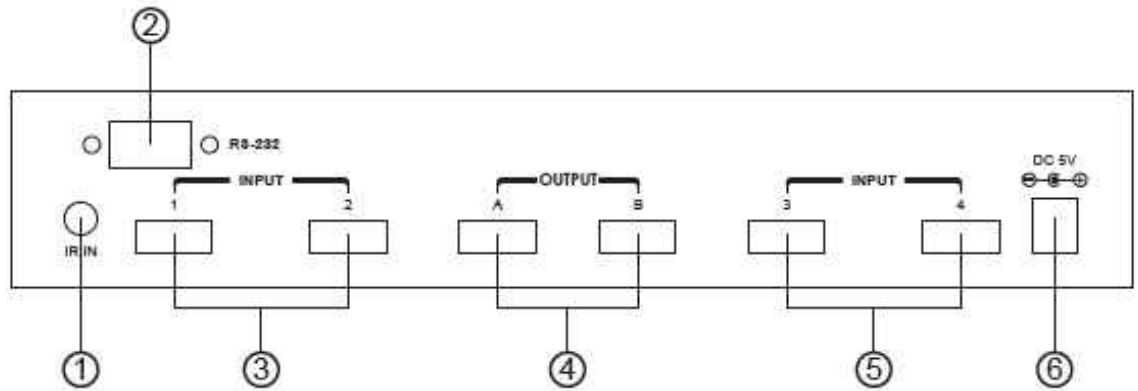 ②
RS-232
DC 5V
INPUT
OUTPUT
INPUT
1 2 A B 3 4
IR IN
① ③ ④ ⑤ ⑥